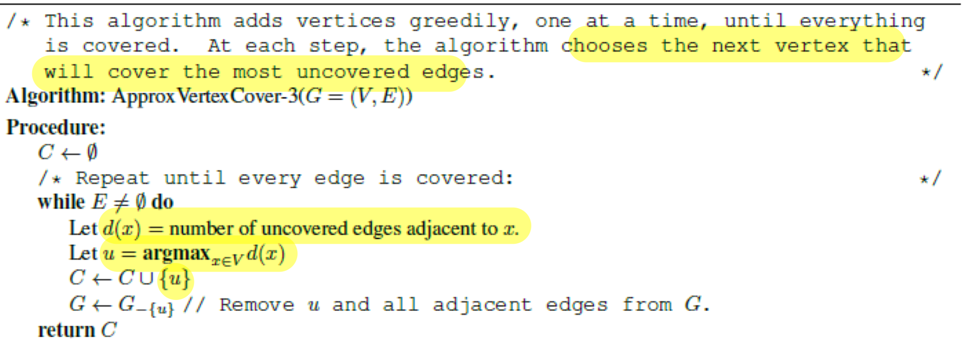 /* This algorithm adds vertices greedily, one at a time, until everything
is covered. At each step, the algorithm chooses the next vertex that
will cover the most uncovered edges. */
Algorithm: ApproxVertexCover-3(G = (V, E))
Procedure:
C ← ∅
/* Repeat until every edge is covered: */
while E ≠ ∅ do
Let d(x) = number of uncovered edges adjacent to x.
Let u = argmax_{x∈V} d(x)
C ← C ∪ {u}
G ← G_{−{u}} // Remove u and all adjacent edges from G.
return C